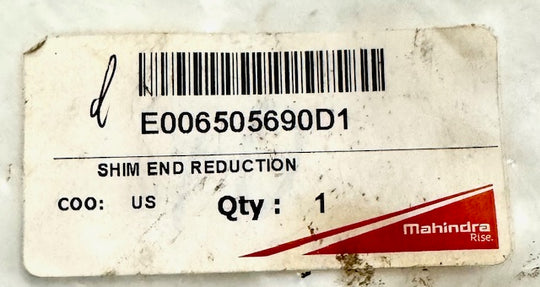 d
E006505690D1
SHIM END REDUCTION
COO: US Qty : 1
Mahindra
Rise.